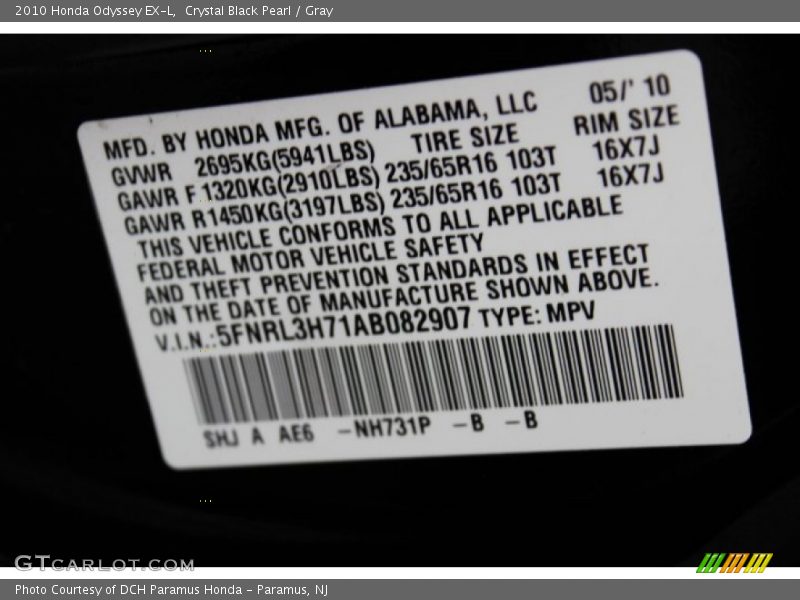 2010 Honda Odyssey EX-L,  Crystal Black Pearl / Gray
MFD. BY HONDA MFG. OF ALABAMA, LLC 05/' 10
GVWR 2695KG(5941LBS) TIRE SIZE RIM SIZE
GAWR F 1320KG(2910LBS) 235/65R16 103T 16X7J
GAWR R 1450KG(3197LBS) 235/65R16 103T 16X7J
THIS VEHICLE CONFORMS TO ALL APPLICABLE
FEDERAL MOTOR VEHICLE SAFETY
AND THEFT PREVENTION STANDARDS IN EFFECT
ON THE DATE OF MANUFACTURE SHOWN ABOVE.
V.I.N.:5FNRL3H71AB082907 TYPE: MPV
SHJ A AE6 -NH731P -B -B
GTCARLOT.COM
Photo Courtesy of DCH Paramus Honda - Paramus, NJ